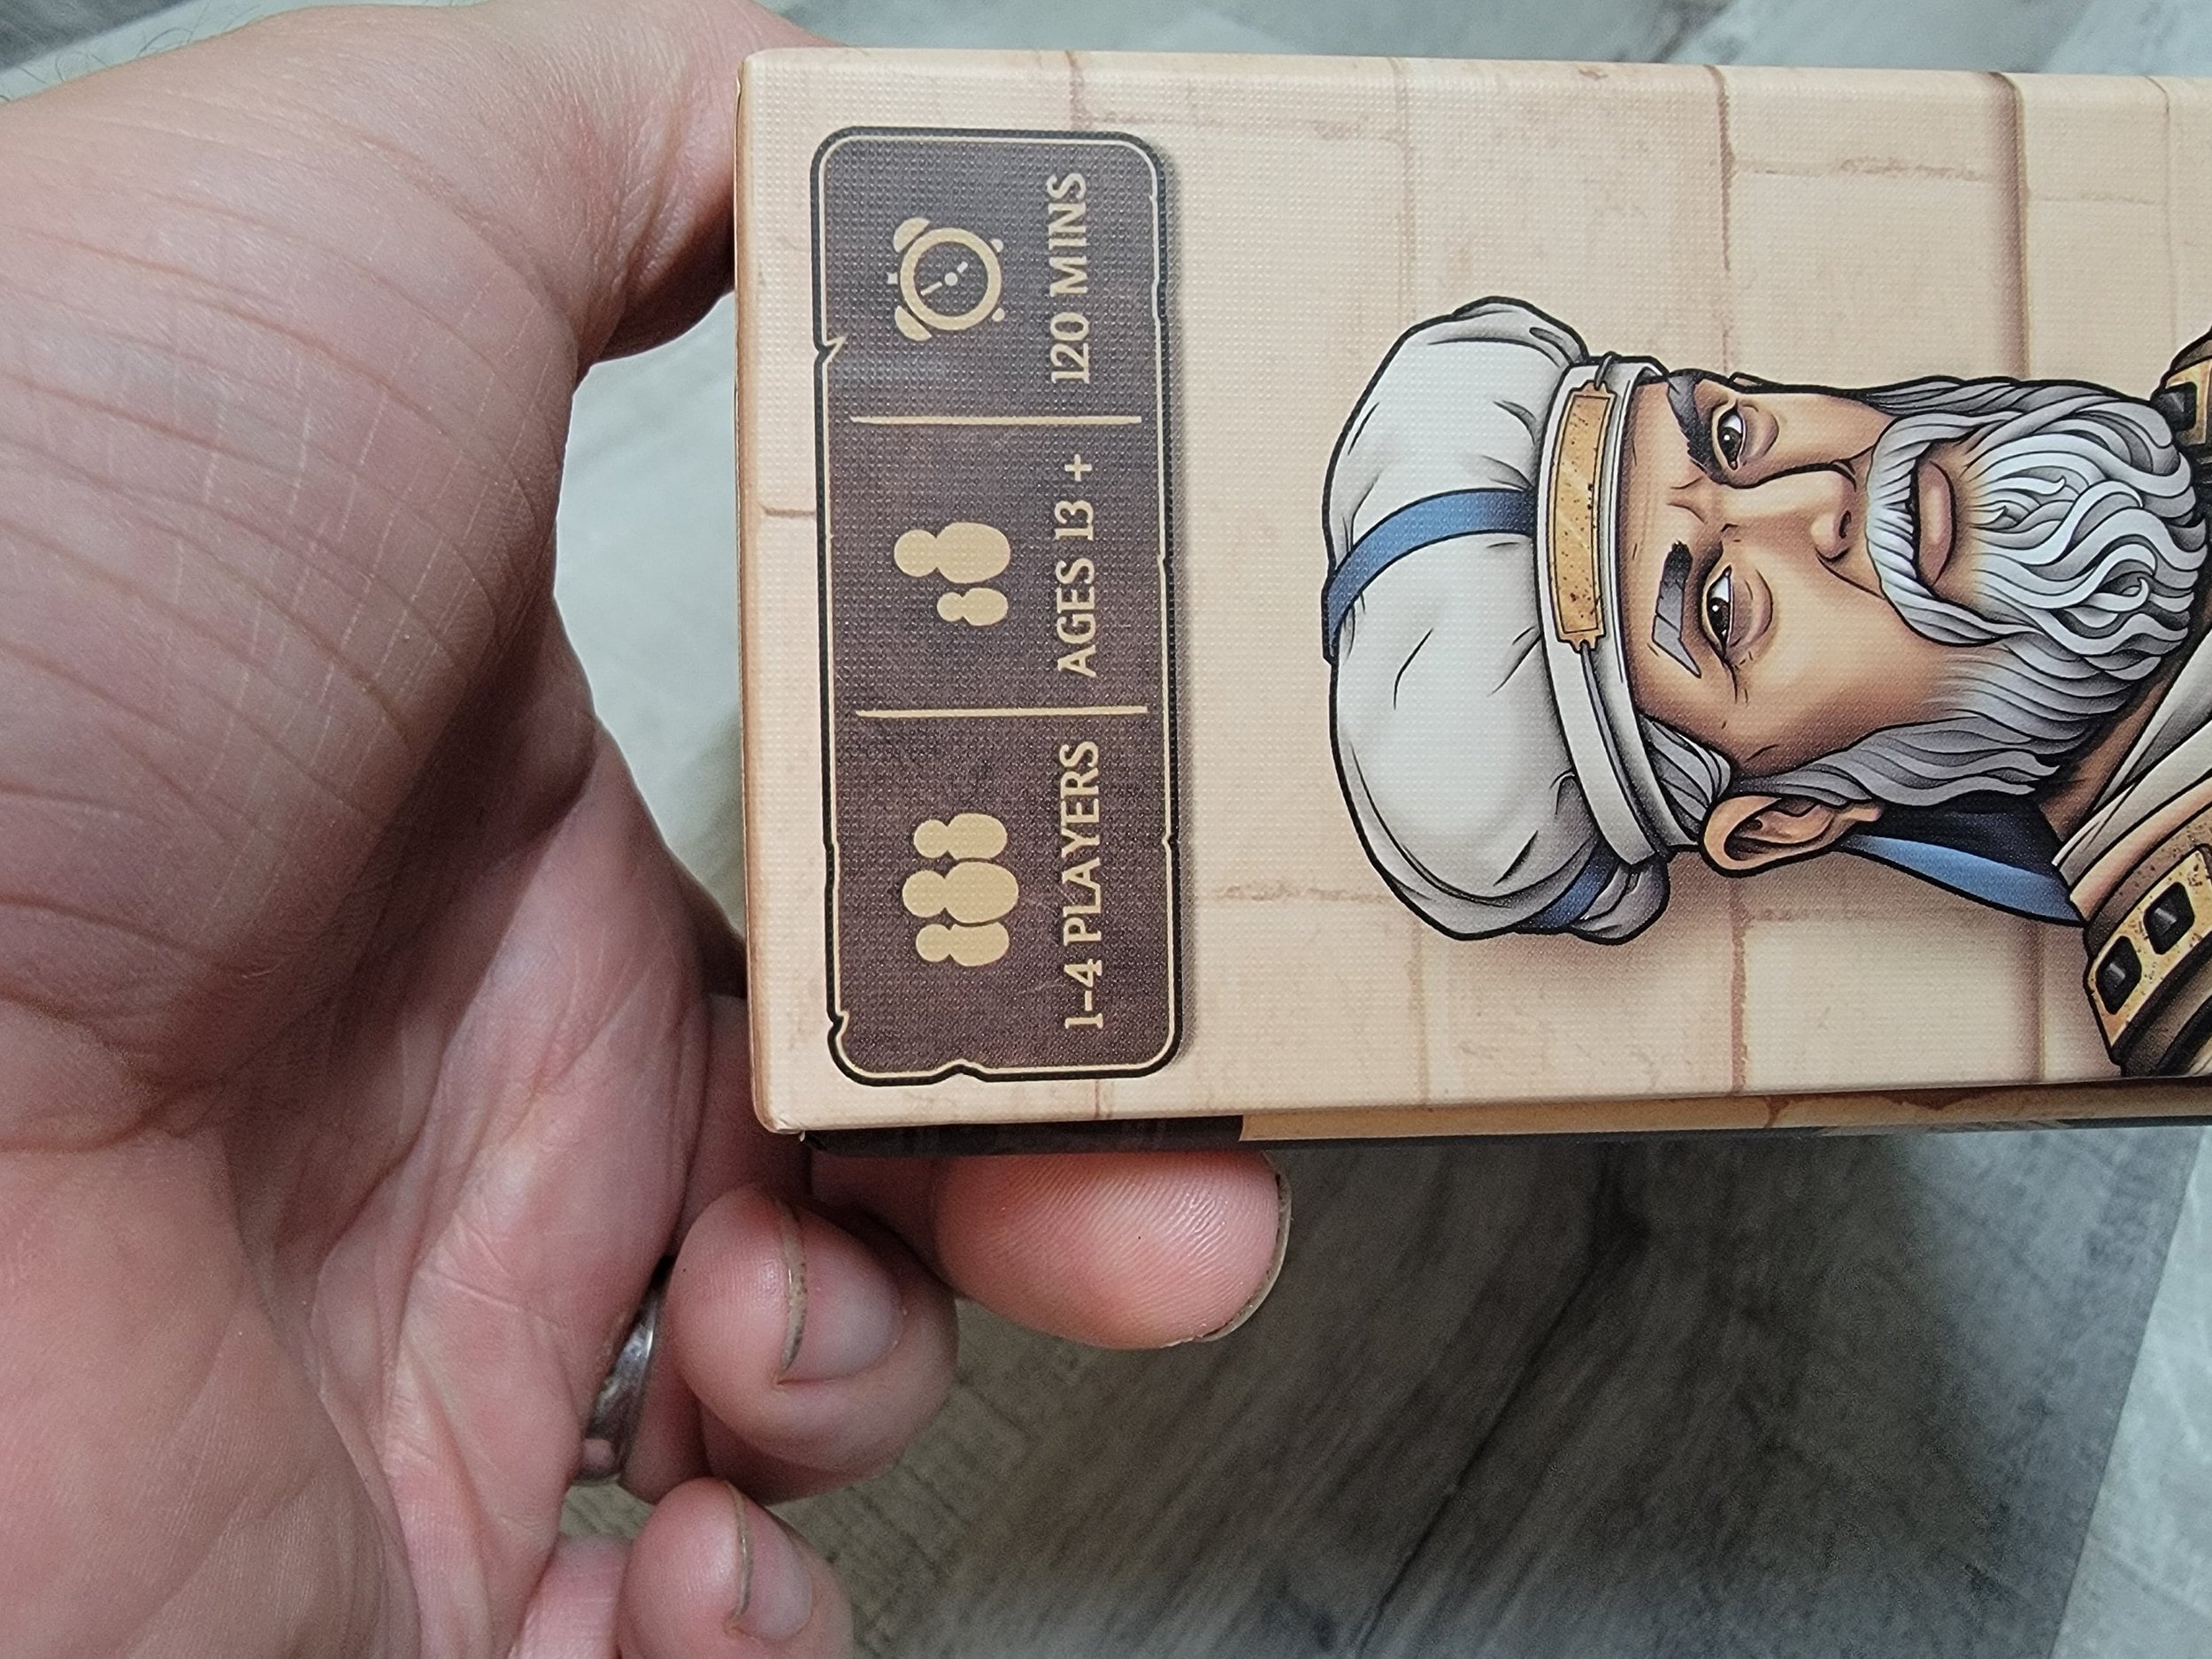 1-4 PLAYERS
AGES 13 +
120 MINS